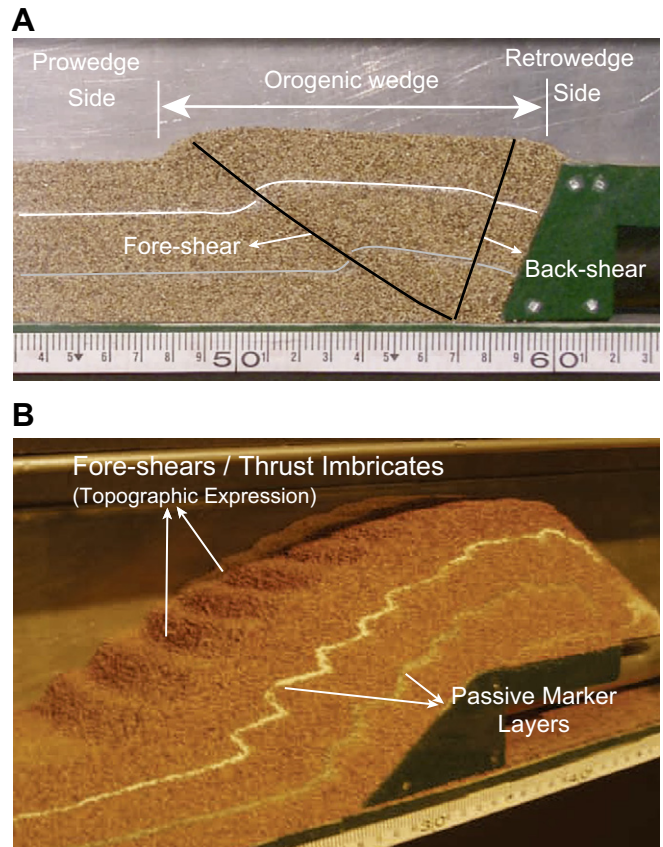 A
Prowedge
Side
Orogenic wedge
Retrowedge
Side
Fore-shear
Back-shear
4 5 6 7 8 9 50 1 2 3 4 5 6 7 8 9 60 1 2 3
B
Fore-shears / Thrust Imbricates
(Topographic Expression)
Passive Marker
Layers
30
40